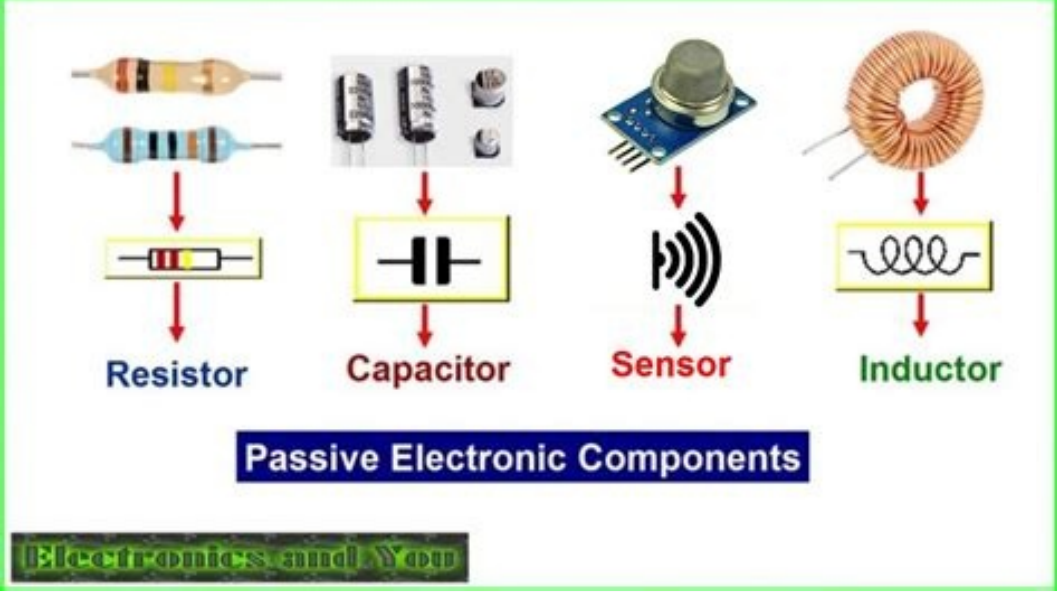 Resistor
Capacitor
Sensor
Inductor
Passive Electronic Components
Electronics and You